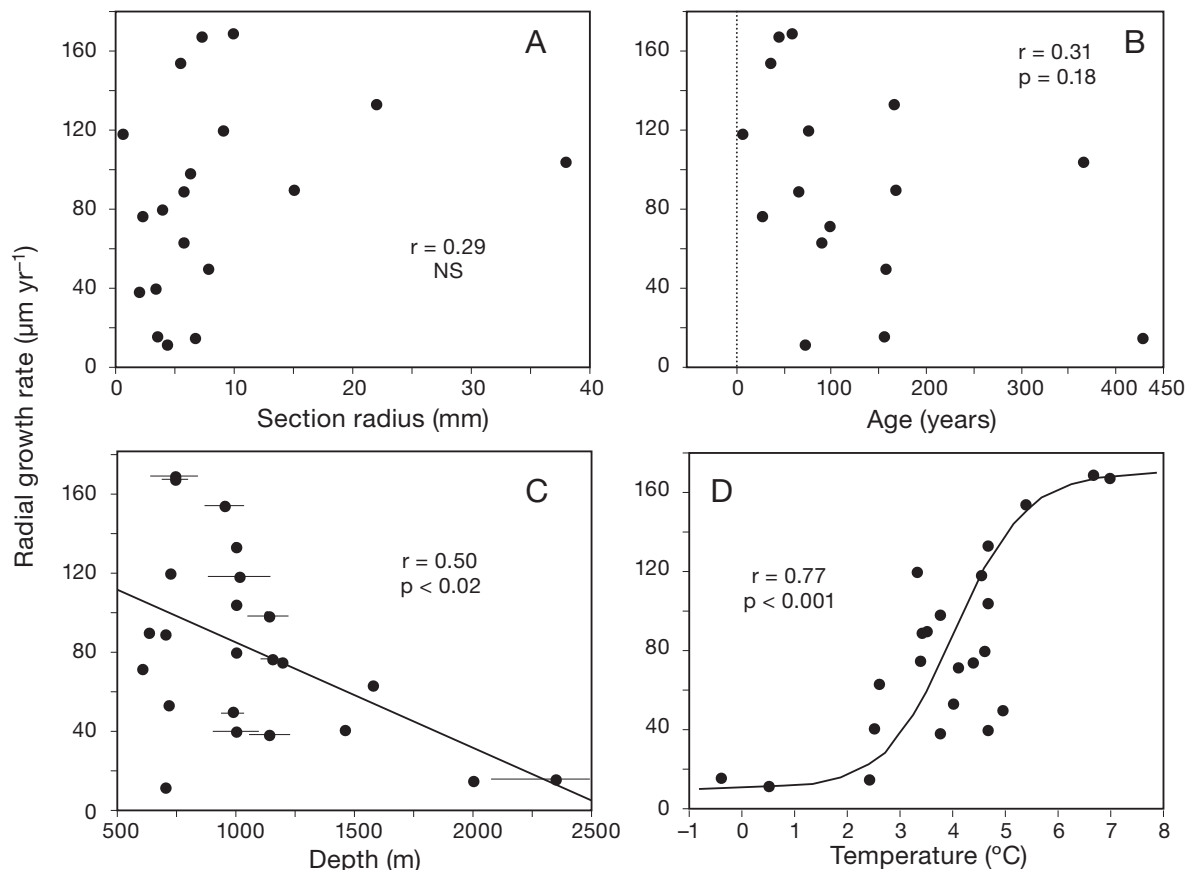 Radial growth rate (µm yr⁻¹)
A
160
120
80
40
0
r = 0.29
NS
0 10 20 30 40
Section radius (mm)
B
r = 0.31
p = 0.18
160
120
80
40
0
0 100 200 300 400 450
Age (years)
C
160
120
80
40
0
r = 0.50
p < 0.02
500 1000 1500 2000 2500
Depth (m)
D
160
120
80
40
0
r = 0.77
p < 0.001
–1 0 1 2 3 4 5 6 7 8
Temperature (°C)